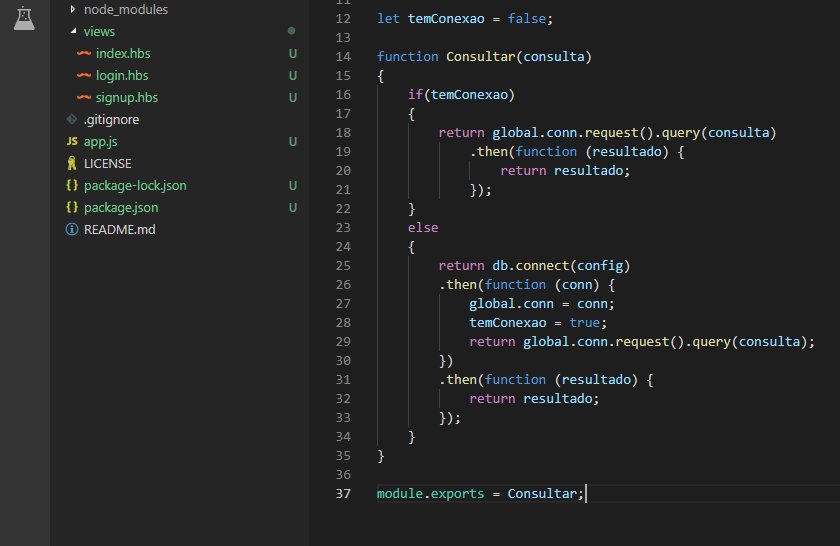 node_modules
views
index.hbs U
login.hbs U
signup.hbs U
.gitignore
JS app.js U
LICENSE
{} package-lock.json U
{} package.json U
README.md
11
12 let temConexao = false;
13
14 function Consultar(consulta)
15 {
16 if(temConexao)
17 {
18 return global.conn.request().query(consulta)
19 .then(function (resultado) {
20 return resultado;
21 });
22 }
23 else
24 {
25 return db.connect(config)
26 .then(function (conn) {
27 global.conn = conn;
28 temConexao = true;
29 return global.conn.request().query(consulta);
30 })
31 .then(function (resultado) {
32 return resultado;
33 });
34 }
35 }
36
37 module.exports = Consultar;